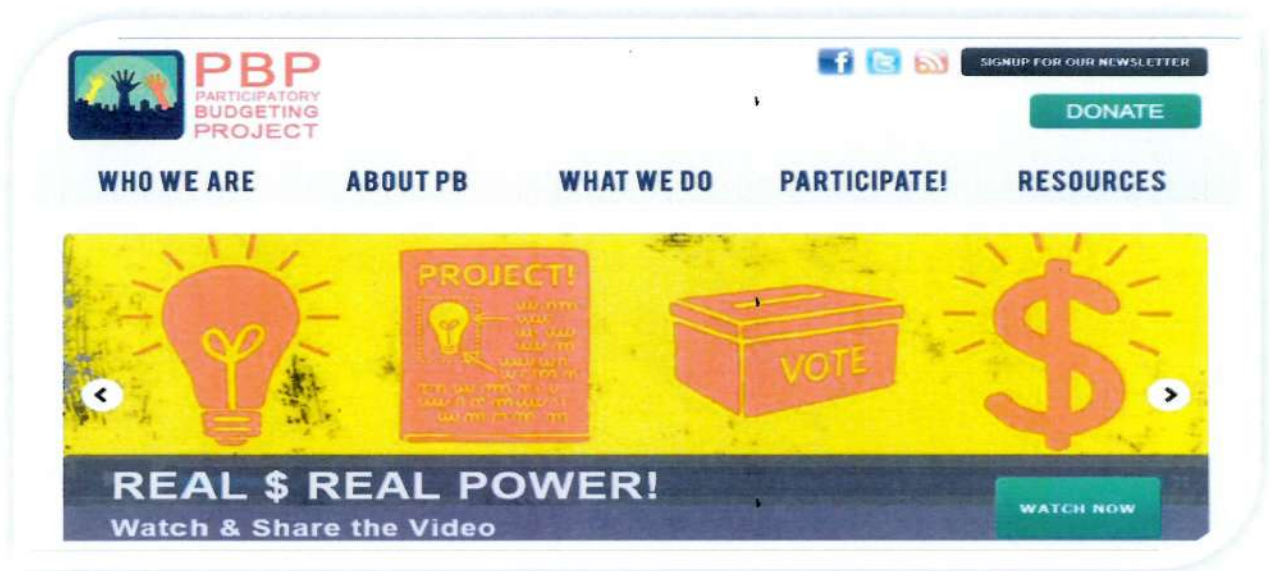 PBP
PARTICIPATORY
BUDGETING
PROJECT
SIGNUP FOR OUR NEWSLETTER
DONATE
WHO WE ARE
ABOUT PB
WHAT WE DO
PARTICIPATE!
RESOURCES
PROJECT!
VOTE
$
REAL $ REAL POWER!
Watch & Share the Video
WATCH NOW